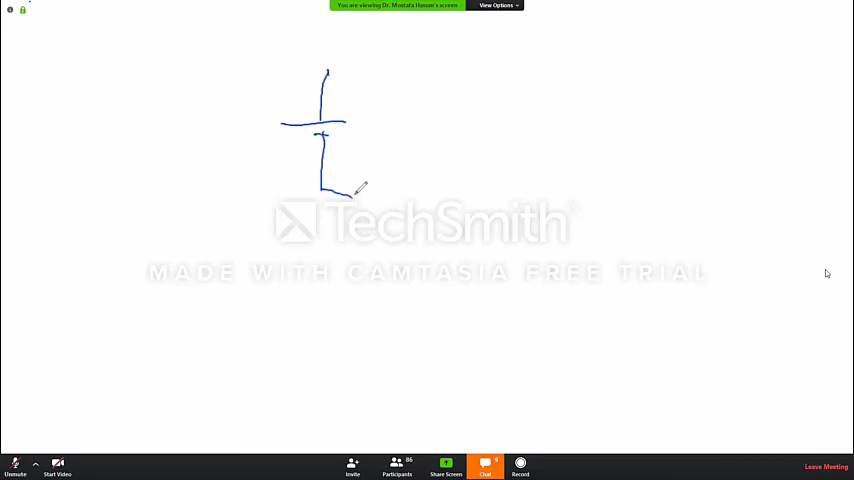 You are viewing Dr. Mostafa Hunan's screen
View Options
TechSmith
MADE WITH CAMTASIA FREE TRIAL
Unmute
Start Video
Invite
86
Participants
Share Screen
9
Chat
Record
Leave Meeting